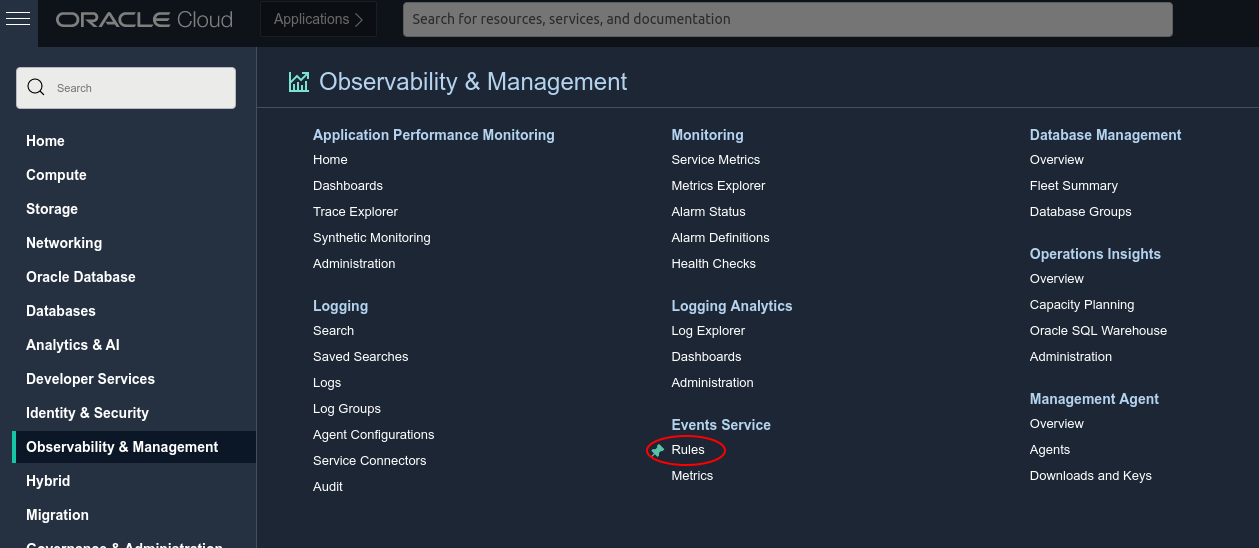 ORACLE Cloud
Applications
Search for resources, services, and documentation
Search
Home
Compute
Storage
Networking
Oracle Database
Databases
Analytics & AI
Developer Services
Identity & Security
Observability & Management
Hybrid
Migration
Governance & Administration
Observability & Management
Application Performance Monitoring
Home
Dashboards
Trace Explorer
Synthetic Monitoring
Administration
Logging
Search
Saved Searches
Logs
Log Groups
Agent Configurations
Service Connectors
Audit
Monitoring
Service Metrics
Metrics Explorer
Alarm Status
Alarm Definitions
Health Checks
Logging Analytics
Log Explorer
Dashboards
Administration
Events Service
Rules
Metrics
Database Management
Overview
Fleet Summary
Database Groups
Operations Insights
Overview
Capacity Planning
Oracle SQL Warehouse
Administration
Management Agent
Overview
Agents
Downloads and Keys